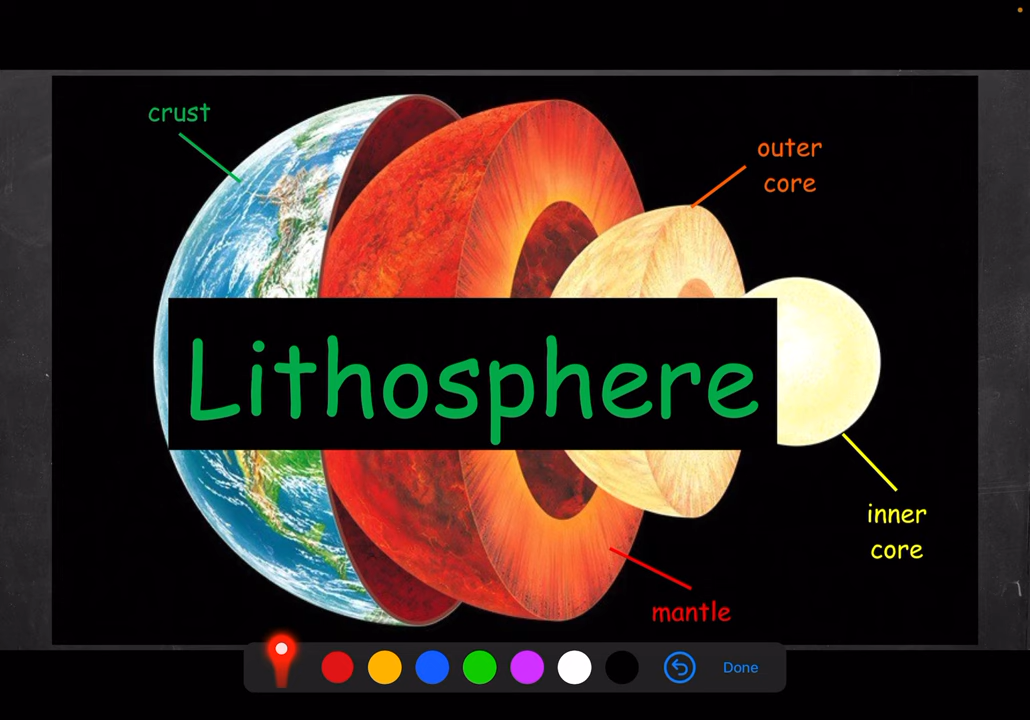 crust
outer
core
Lithosphere
inner
core
mantle
Done